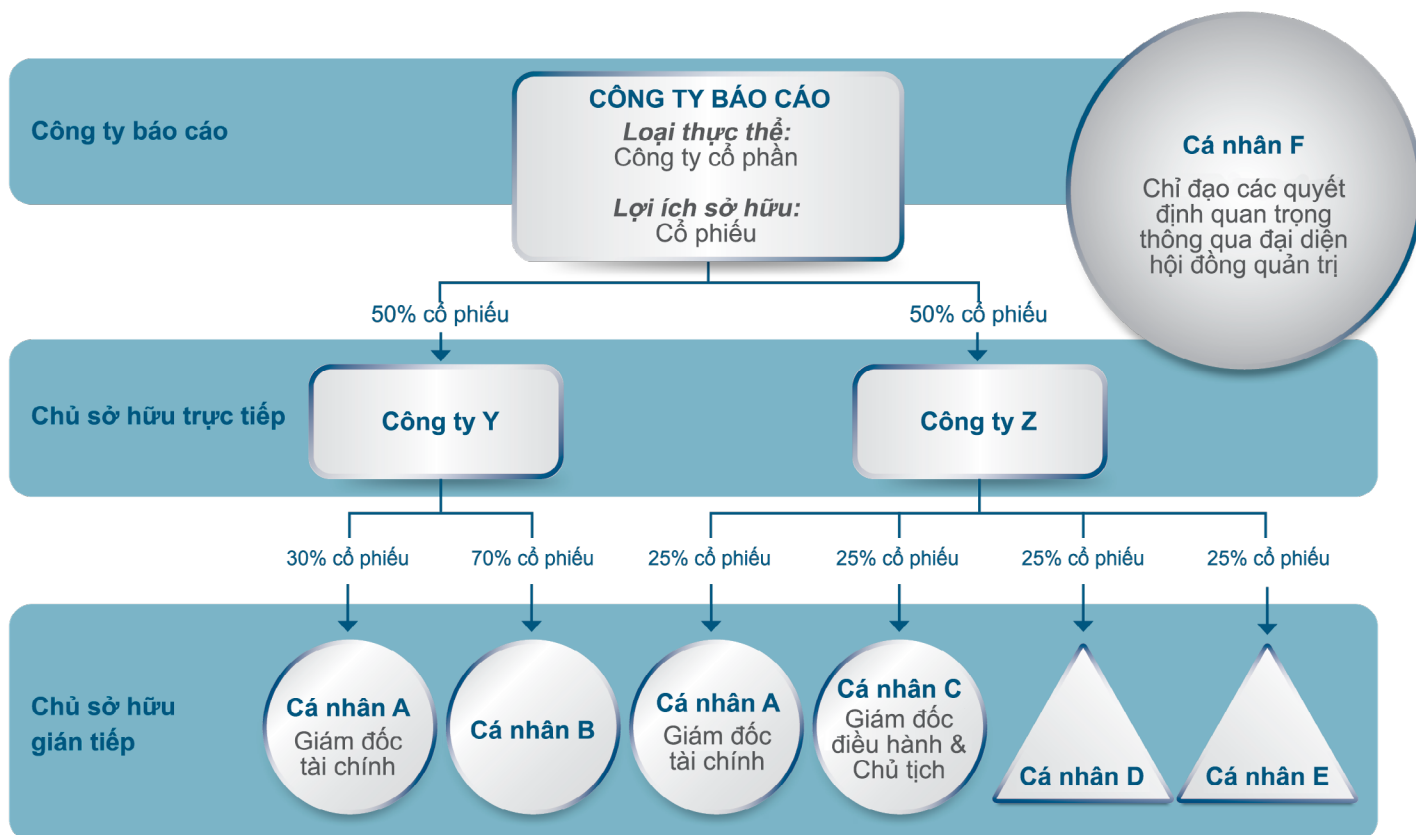 Công ty báo cáo
CÔNG TY BÁO CÁO
Loại thực thể:
Công ty cổ phần
Lợi ích sở hữu:
Cổ phiếu
Cá nhân F
Chỉ đạo các quyết
định quan trọng
thông qua đại diện
hội đồng quản trị
50% cổ phiếu
50% cổ phiếu
Chủ sở hữu trực tiếp
Công ty Y
Công ty Z
30% cổ phiếu
70% cổ phiếu
25% cổ phiếu
25% cổ phiếu
25% cổ phiếu
25% cổ phiếu
Chủ sở hữu
gián tiếp
Cá nhân A
Giám đốc
tài chính
Cá nhân B
Cá nhân A
Giám đốc
tài chính
Cá nhân C
Giám đốc
điều hành &
Chủ tịch
Cá nhân D
Cá nhân E